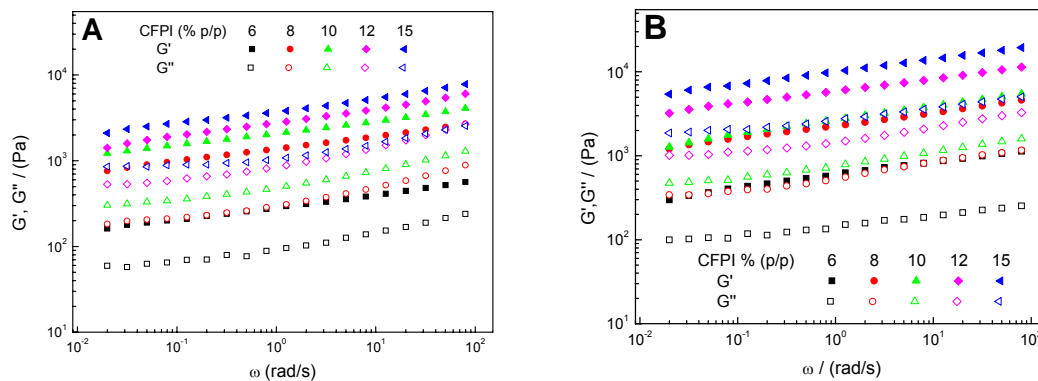 A
CFPI (% p/p) 6 8 10 12 15
G'
G''
10^4
10^3
10^2
10^1
G', G'' / (Pa)
10^-2 10^-1 10^0 10^1 10^2
ω (rad/s)
B
10^4
10^3
10^2
10^1
G',G'' / (Pa)
CFPI % (p/p) 6 8 10 12 15
G'
G''
10^-2 10^-1 10^0 10^1 10^2
ω / (rad/s)